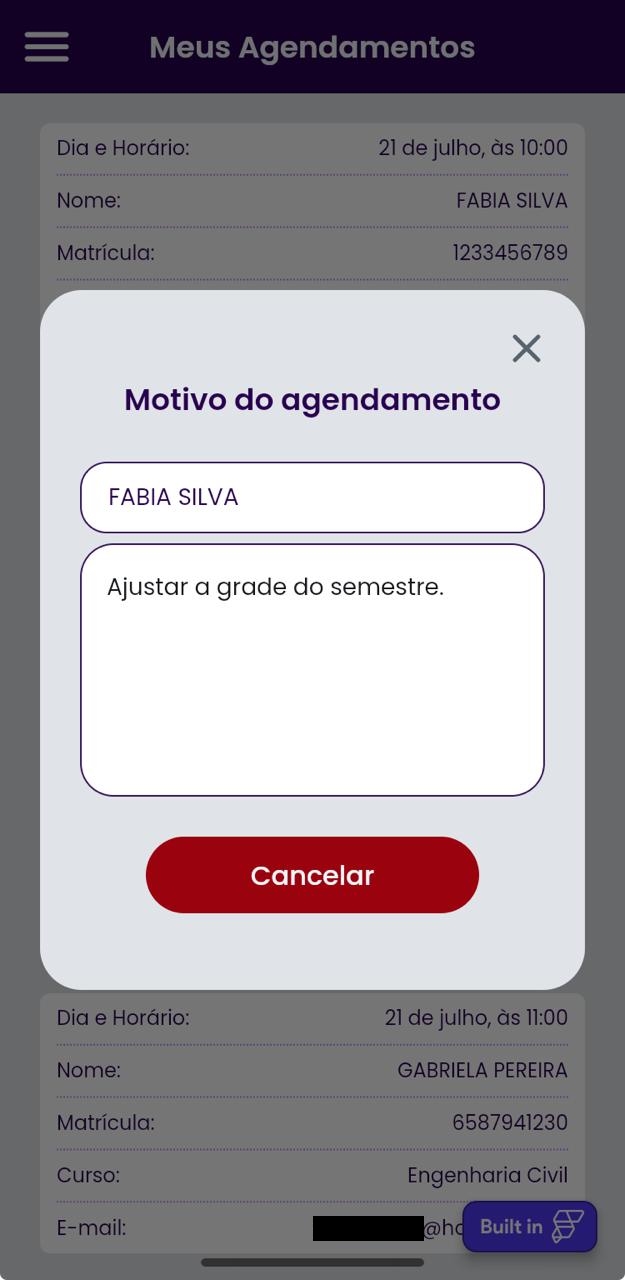 Meus Agendamentos
Dia e Horário: 21 de julho, às 10:00
Nome: FABIA SILVA
Matrícula: 1233456789
Motivo do agendamento
FABIA SILVA
Ajustar a grade do semestre.
Cancelar
Dia e Horário: 21 de julho, às 11:00
Nome: GABRIELA PEREIRA
Matrícula: 6587941230
Curso: Engenharia Civil
E-mail: @ho
Built in